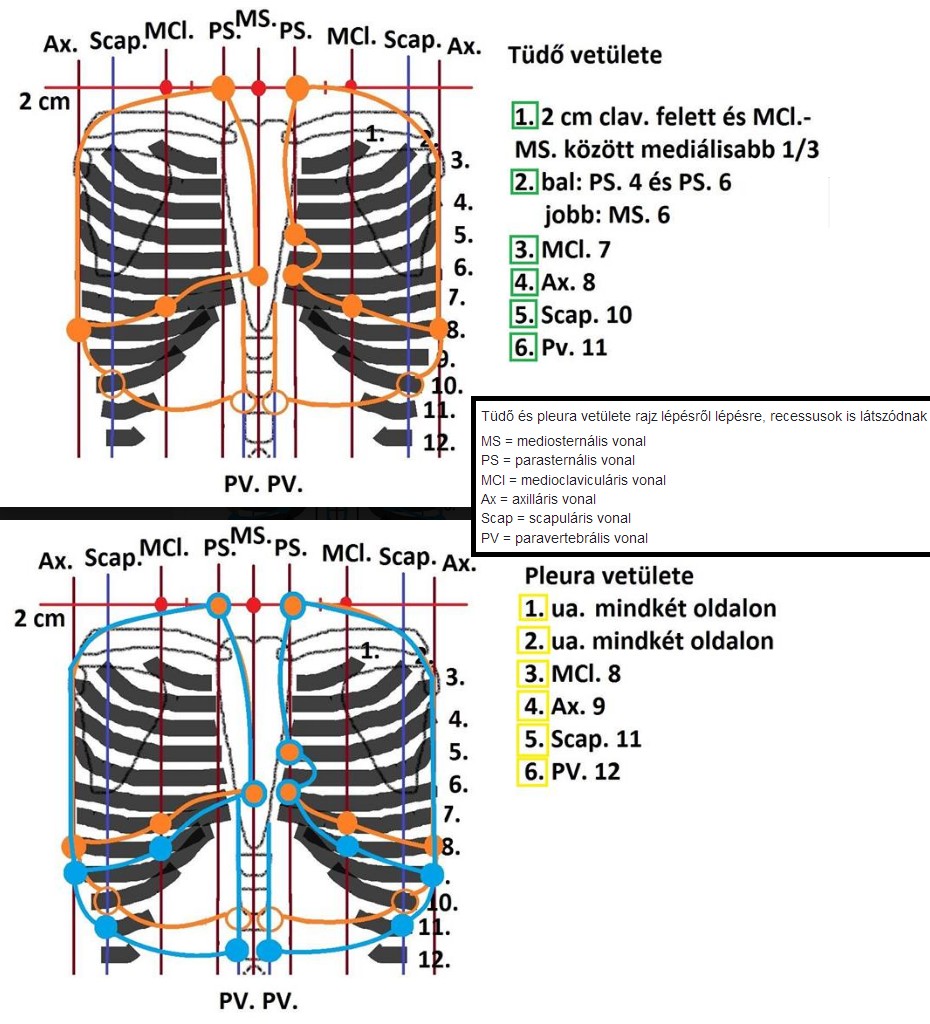 Ax. Scap. MCl. PS. MS. PS. MCl. Scap. Ax.
2 cm
1.
2.
3.
4.
5.
6.
7.
8.
9.
10.
11.
12.
PV. PV.
Tüdő vetülete
1. 2 cm clav. felett és MCl.-
MS. között mediálisabb 1/3
2. bal: PS. 4 és PS. 6
jobb: MS. 6
3. MCl. 7
4. Ax. 8
5. Scap. 10
6. Pv. 11
Tüdő és pleura vetülete rajz lépésről lépésre, recessusok is látszódnak
MS = mediosternális vonal
PS = parasternális vonal
MCl = medioclaviculáris vonal
Ax = axilláris vonal
Scap = scapuláris vonal
PV = paravertebrális vonal
Ax. Scap. MCl. PS. MS. PS. MCl. Scap. Ax.
2 cm
1.
2.
3.
4.
5.
6.
7.
8.
10.
11.
12.
PV. PV.
Pleura vetülete
1. ua. mindkét oldalon
2. ua. mindkét oldalon
3. MCl. 8
4. Ax. 9
5. Scap. 11
6. PV. 12